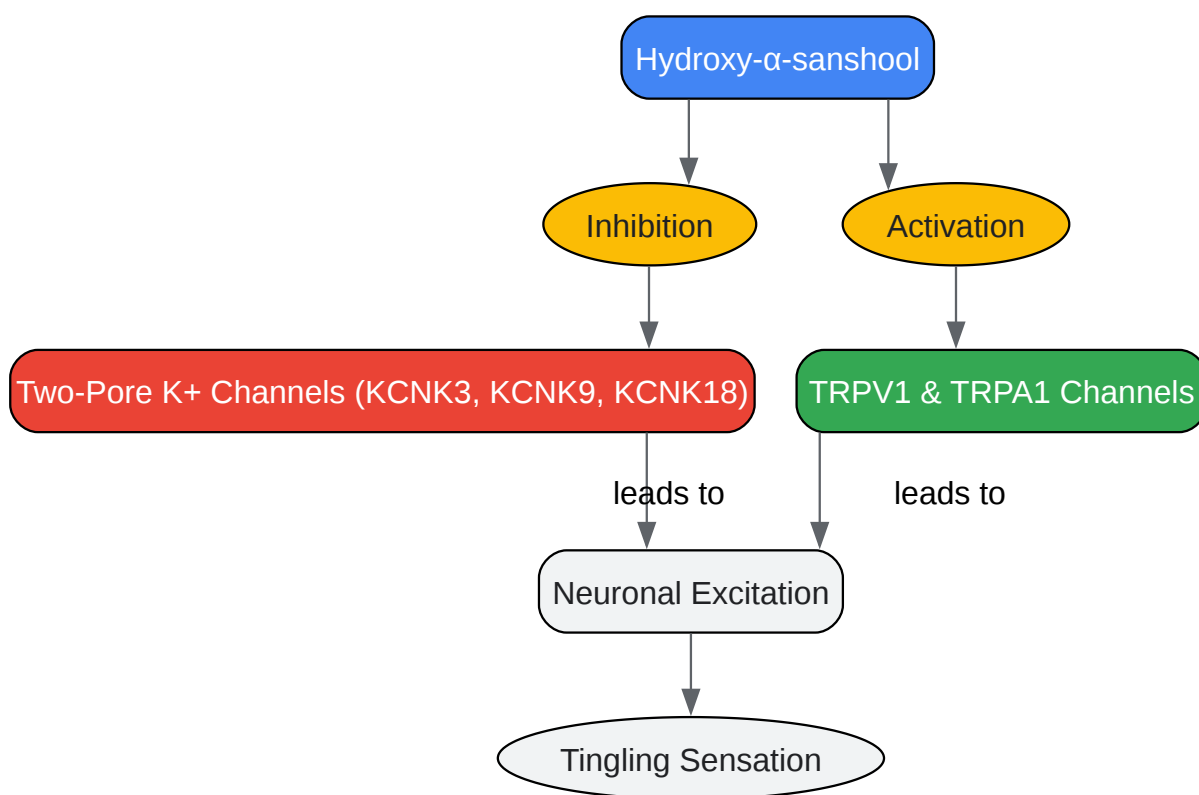 Hydroxy-α-sanshool
Inhibition
Activation
Two-Pore K+ Channels (KCNK3, KCNK9, KCNK18)
TRPV1 & TRPA1 Channels
leads to
leads to
Neuronal Excitation
Tingling Sensation